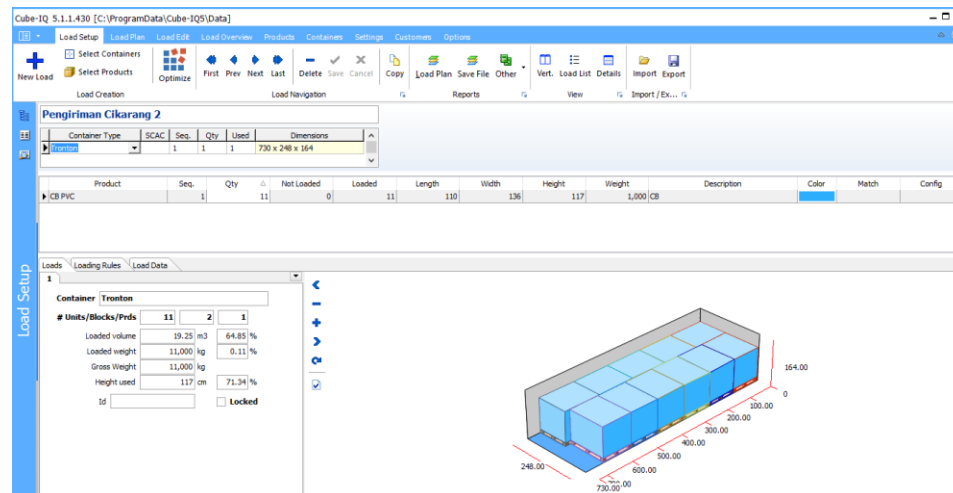 Cube-IQ 5.1.1.430 [C:\ProgramData\Cube-IQ5\Data]
Load Setup Load Plan Load Edit Load Overview Products Containers Settings Customers Options
New Load Select Containers Select Products Optimize First Prev Next Last Delete Save Cancel Copy Load Plan Save File Other Vert. Load List Details Import Export
Load Creation Load Navigation Reports View Import / Ex...
Pengiriman Cikarang 2
Container Type SCAC Seq. Qty Used Dimensions
Tronton 1 1 1 730 x 248 x 164
Product Seq. Qty Not Loaded Loaded Length Width Height Weight Description Color Match Config
CB PVC 1 11 0 11 110 136 117 1,000 CB
Load Setup
Loads Loading Rules Load Data
1
Container Tronton
# Units/Blocks/Prds 11 2 1
Loaded volume 19.25 m3 64.85 %
Loaded weight 11,000 kg 0.11 %
Gross Weight 11,000 kg
Height used 117 cm 71.34 %
Id Locked
164.00
0
100.00
200.00
300.00
400.00
500.00
600.00
730.00
248.00